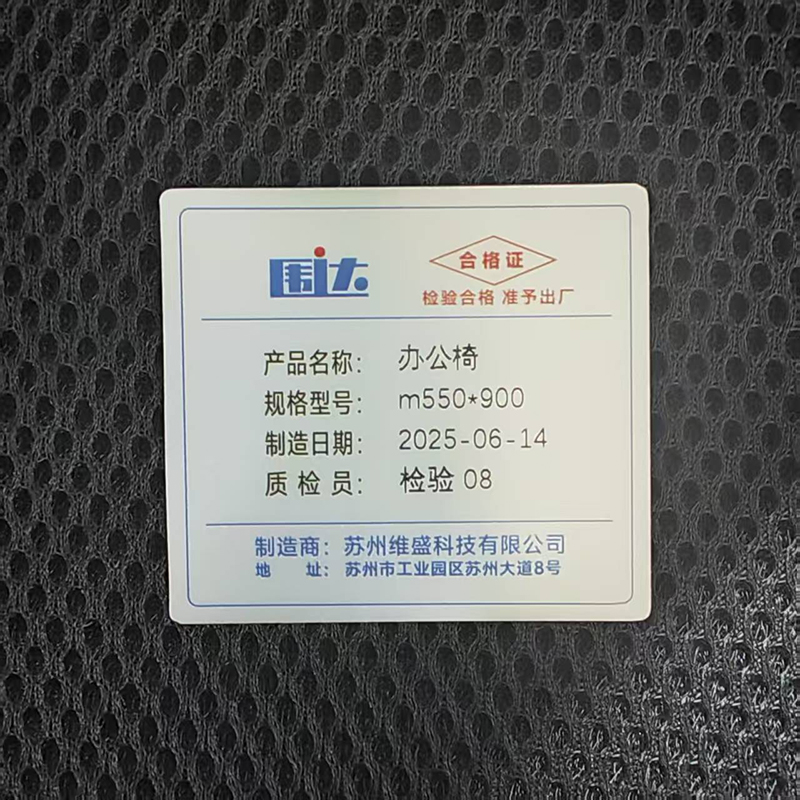 围达
合格证
检验合格 准予出厂
产品名称: 办公椅
规格型号: m550*900
制造日期: 2025-06-14
质检员: 检验 08
制造商: 苏州维盛科技有限公司
地址: 苏州市工业园区苏州大道8号